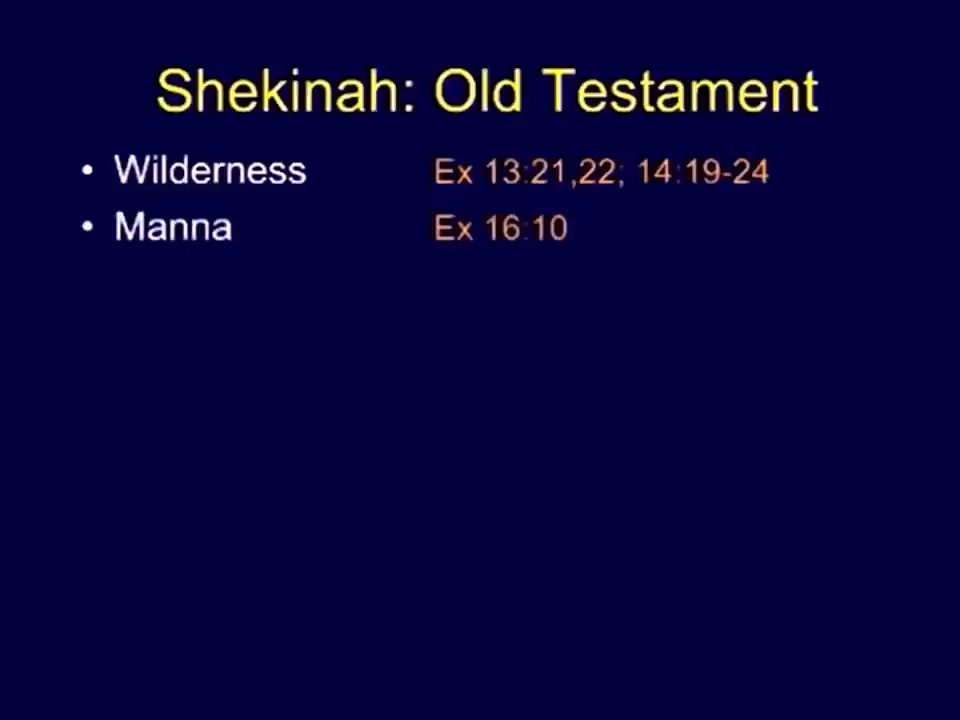 Shekinah: Old Testament
• Wilderness Ex 13:21,22; 14:19-24
• Manna Ex 16:10